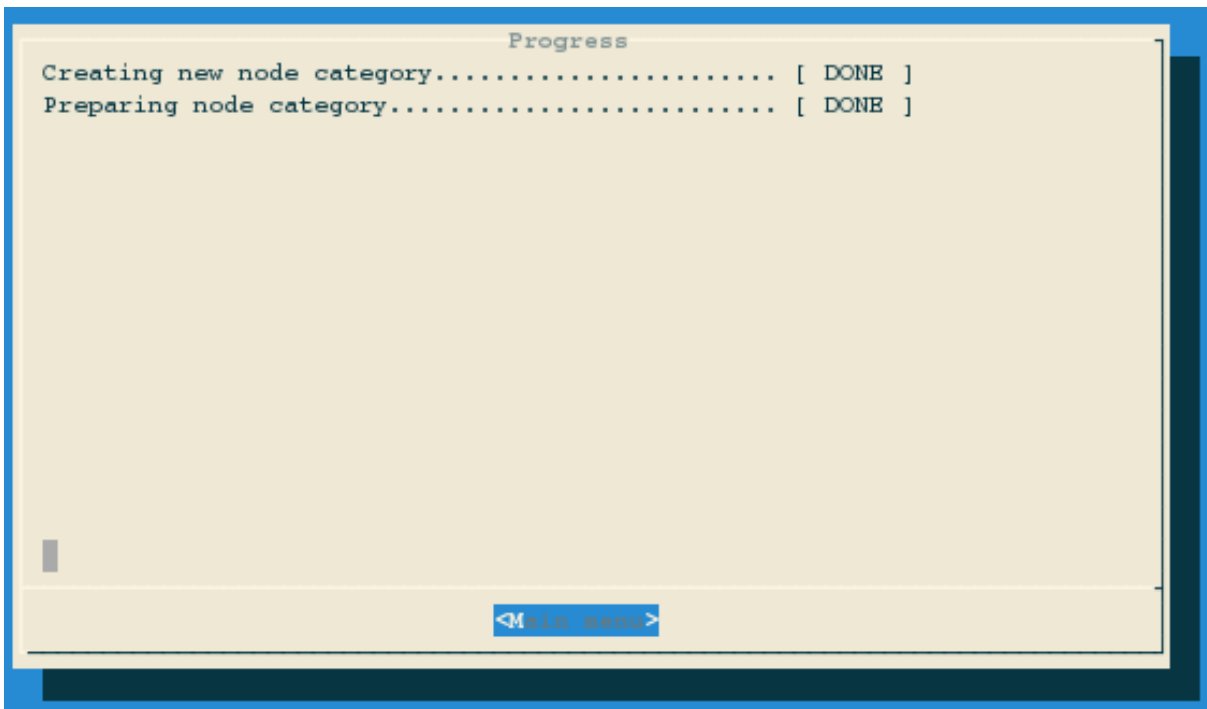 Progress
Creating new node category....................... [ DONE ]
Preparing node category.......................... [ DONE ]
<Main menu>